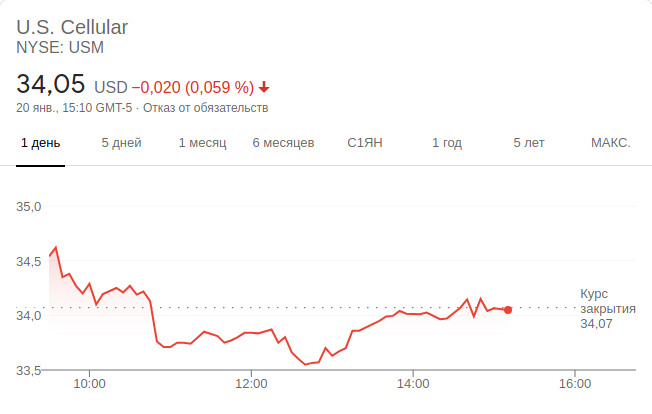 U.S. Cellular
NYSE: USM
34,05 USD −0,020 (0,059 %)
20 янв., 15:10 GMT-5 · Отказ от обязательств
1 день 5 дней 1 месяц 6 месяцев С1ЯН 1 год 5 лет МАКС.
35,0
34,5
34,0
33,5
Курс
закрытия
34,07
10:00 12:00 14:00 16:00